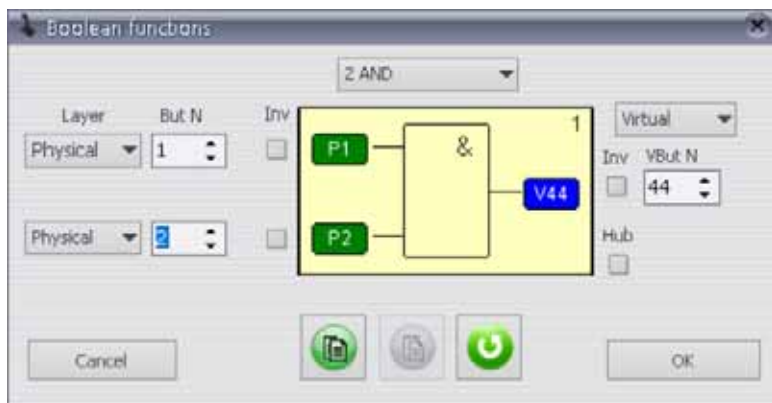 Boolean functions
2 AND
Layer But N Inv
Physical 1
P1
&
1
Virtual
Inv VBut N
V44
44
Physical 2
P2
Hub
Cancel
OK